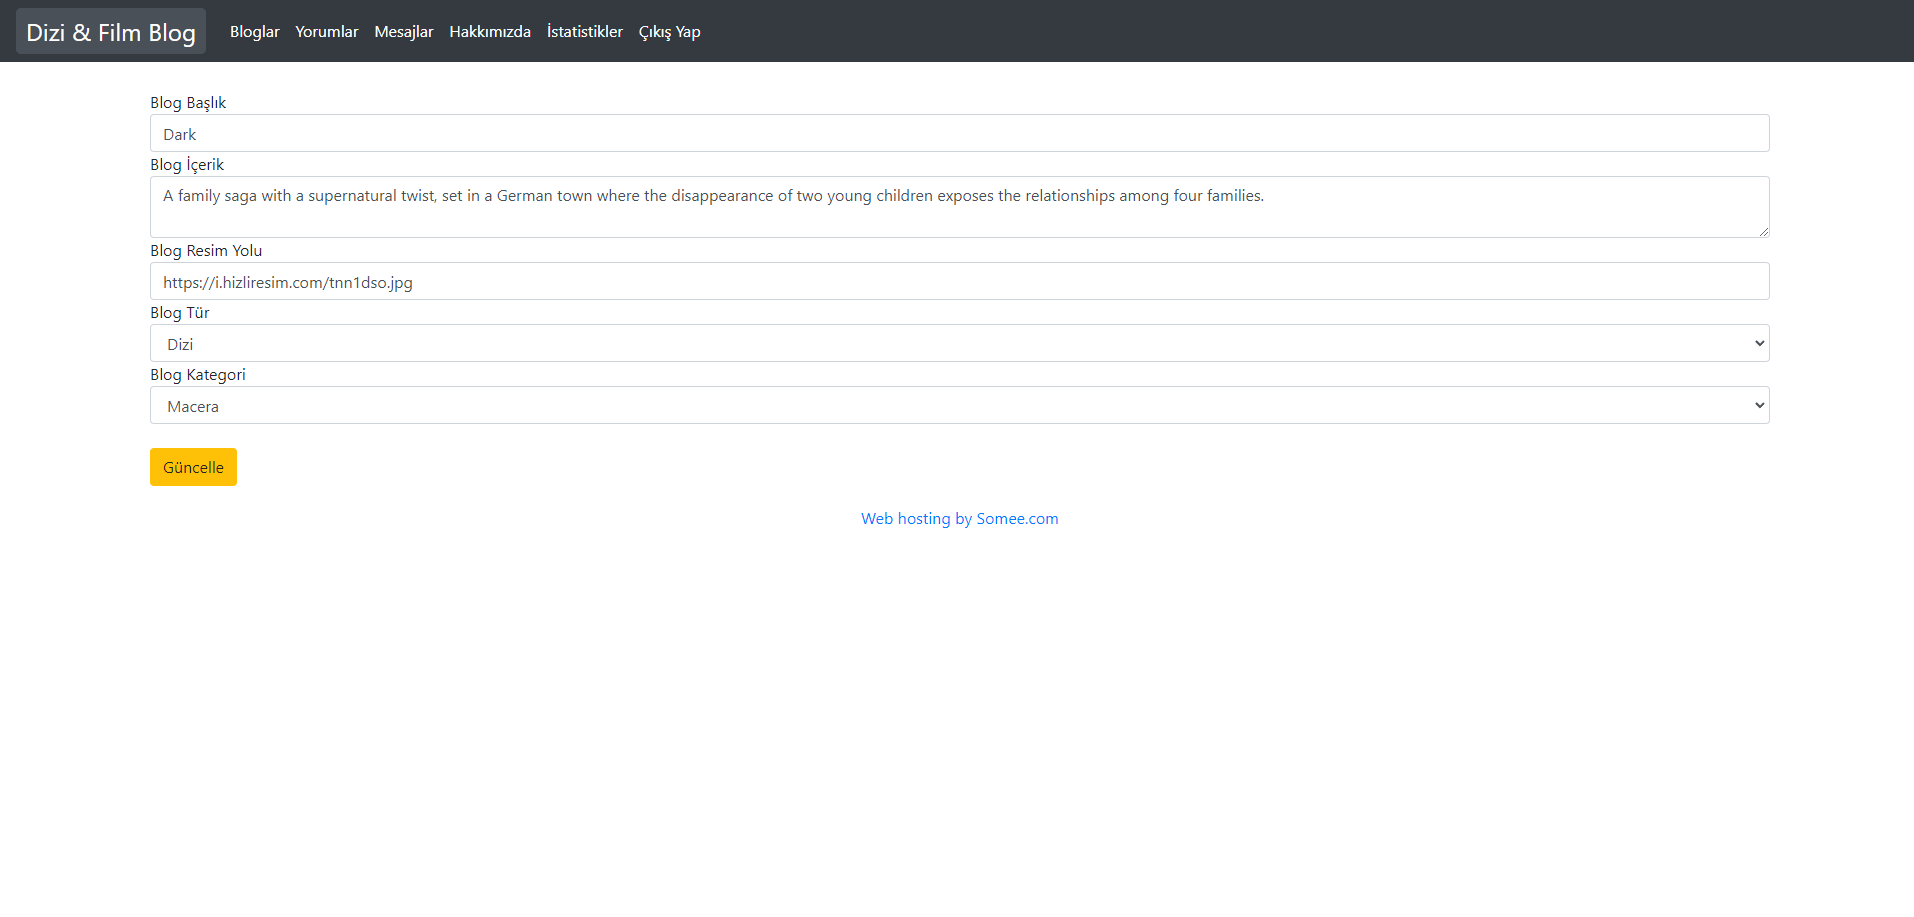 Dizi & Film Blog Bloglar Yorumlar Mesajlar Hakkımızda İstatistikler Çıkış Yap
Blog Başlık
Dark
Blog İçerik
A family saga with a supernatural twist, set in a German town where the disappearance of two young children exposes the relationships among four families.
Blog Resim Yolu
https://i.hizliresim.com/tnn1dso.jpg
Blog Tür
Dizi
Blog Kategori
Macera
Güncelle
Web hosting by Somee.com